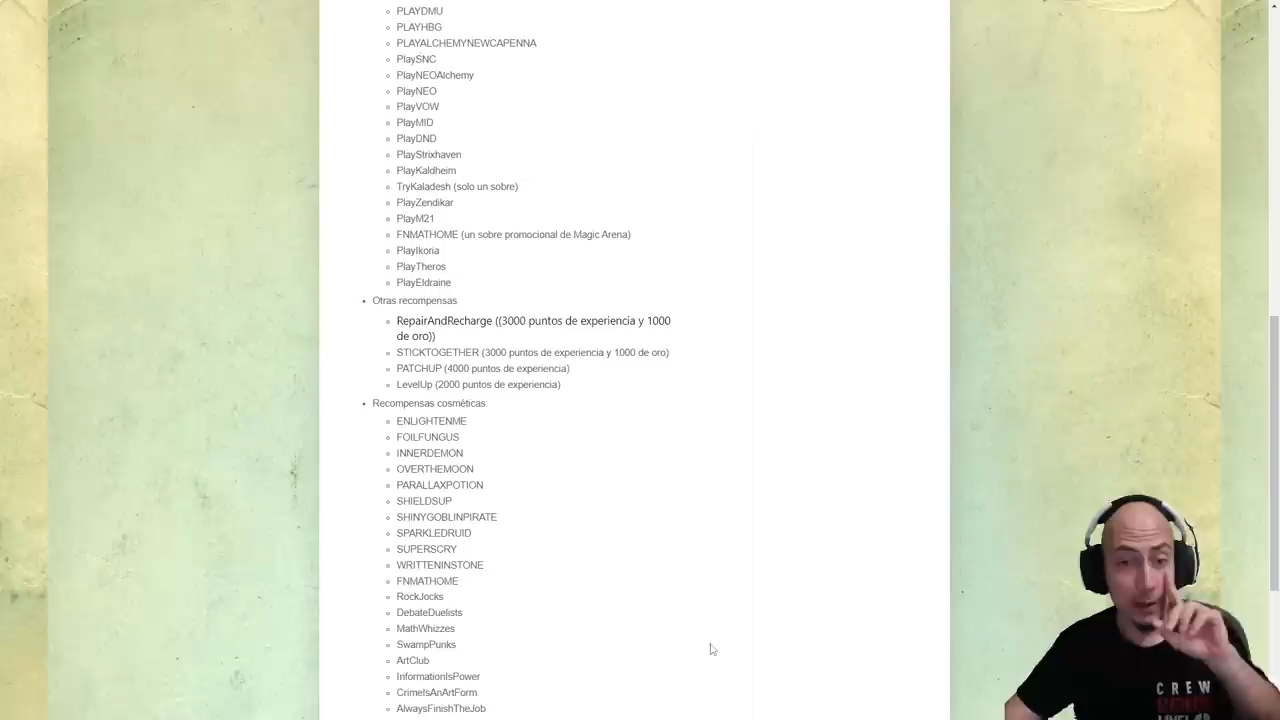 PLAYDMU
PLAYHBG
PLAYALCHEMYNEWCAPENNA
PlaySNC
PlayNEOAlchemy
PlayNEO
PlayVOW
PlayMID
PlayDND
PlayStrixhaven
PlayKaldheim
TryKaladesh (solo un sobre)
PlayZendikar
PlayM21
FNMATHOME (un sobre promocional de Magic Arena)
PlayIkoria
PlayTheros
PlayEldraine
Otras recompensas
RepairAndRecharge ((3000 puntos de experiencia y 1000
de oro))
STICKTOGETHER (3000 puntos de experiencia y 1000 de oro)
PATCHUP (4000 puntos de experiencia)
LevelUp (2000 puntos de experiencia)
Recompensas cosméticas:
ENLIGHTENME
FOILFUNGUS
INNERDEMON
OVERTHEMOON
PARALLAXPOTION
SHIELDSUP
SHINYGOBLINPIRATE
SPARKLEDRUID
SUPERSCRY
WRITTENINSTONE
FNMATHOME
RockJocks
DebateDuelists
MathWhizzes
SwampPunks
ArtClub
InformationIsPower
CrimeIsAnArtForm
AlwaysFinishTheJob
CREW